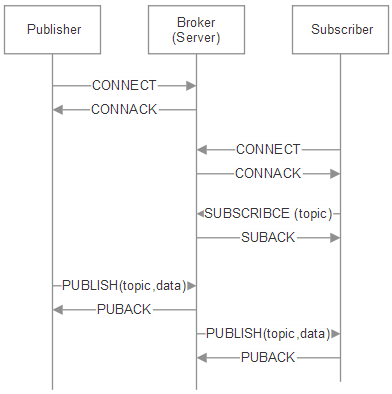 Publisher
Broker
(Server)
Subscriber
CONNECT
CONNACK
CONNECT
CONNACK
SUBSCRIBCE (topic)
SUBACK
PUBLISH(topic,data)
PUBACK
PUBLISH(topic,data)
PUBACK